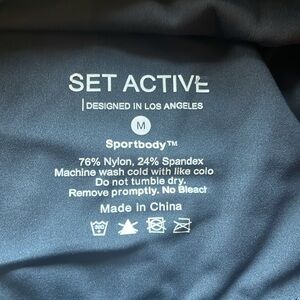 SET ACTIVE
DESIGNED IN LOS ANGELES
M
Sportbody™
76% Nylon, 24% Spandex
Machine wash cold with like colo
Do not tumble dry.
Remove promptly. No Bleach
Made in China